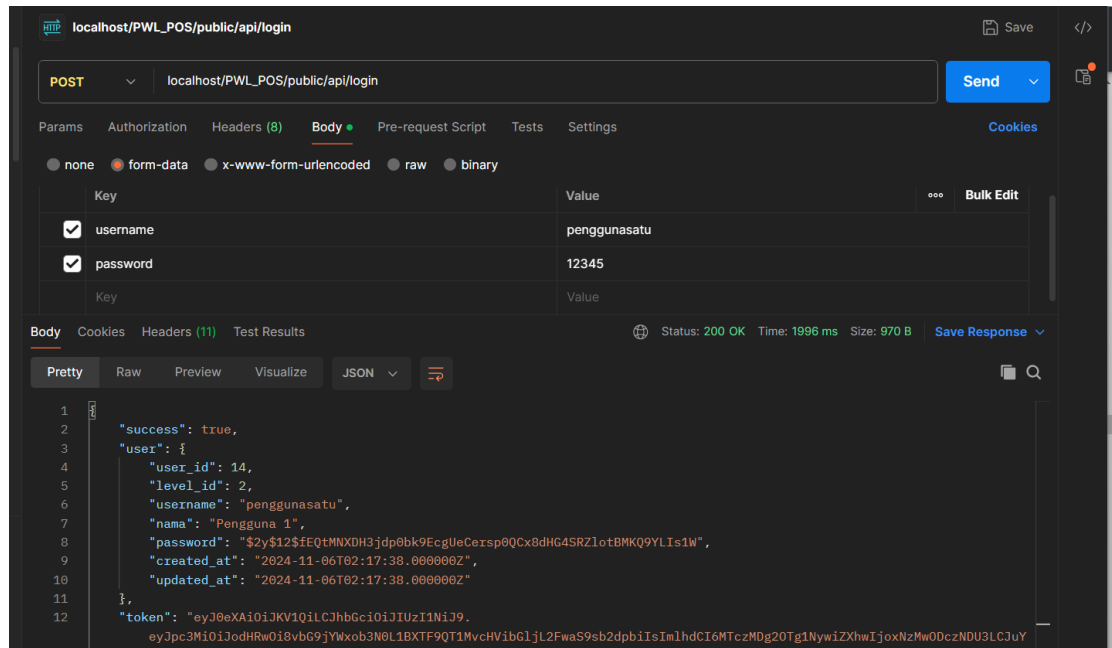 HTTP localhost/PWL_POS/public/api/login Save </>
POST localhost/PWL_POS/public/api/login Send
Params Authorization Headers (8) Body Pre-request Script Tests Settings Cookies
none form-data x-www-form-urlencoded raw binary
Key Value Bulk Edit
username penggunasatu
password 12345
Key Value
Body Cookies Headers (11) Test Results Status: 200 OK Time: 1996 ms Size: 970 B Save Response
Pretty Raw Preview Visualize JSON
1 {
2 "success": true,
3 "user": {
4 "user_id": 14,
5 "level_id": 2,
6 "username": "penggunasatu",
7 "nama": "Pengguna 1",
8 "password": "$2y$12$fEQtMNXDH3jdp0bk9EcgUeCersp0QCx8dHG4SRZlotBMKQ9YLIs1W",
9 "created_at": "2024-11-06T02:17:38.000000Z",
10 "updated_at": "2024-11-06T02:17:38.000000Z"
11 },
12 "token": "eyJ0eXAiOiJKV1QiLCJhbGciOiJIUzI1NiJ9.
eyJpc3MiOiJodHRwOi8vbG9jYWxob3N0L1BXTF9QT1MvcHVibGljL2FwaS9sb2dpbiIsImlhdCI6MTczMDg2OTg1NywiZXhwIjoxNzMwODczNDU3LCJuY